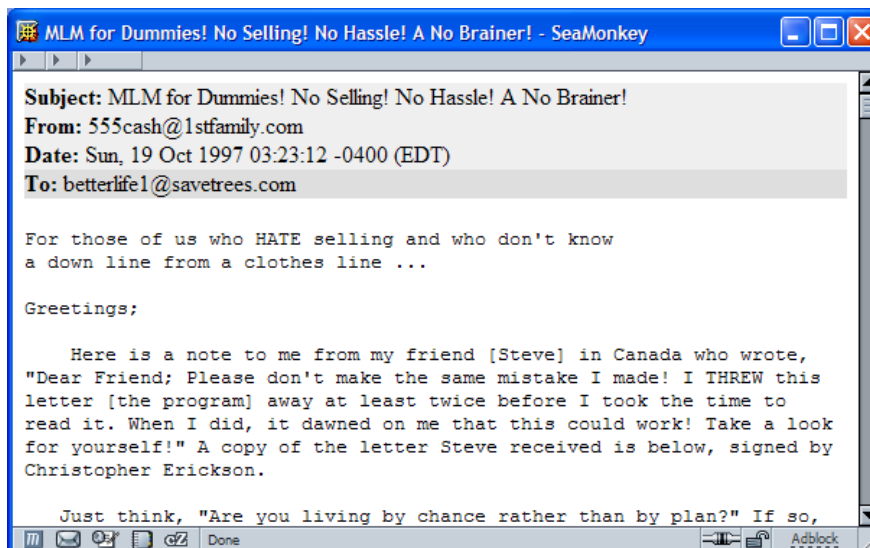 MLM for Dummies! No Selling! No Hassle! A No Brainer! - SeaMonkey
Subject: MLM for Dummies! No Selling! No Hassle! A No Brainer!
From: 555cash@1stfamily.com
Date: Sun, 19 Oct 1997 03:23:12 -0400 (EDT)
To: betterlife1@savetrees.com
For those of us who HATE selling and who don't know
a down line from a clothes line ...
Greetings;
Here is a note to me from my friend [Steve] in Canada who wrote,
"Dear Friend; Please don't make the same mistake I made! I THREW this
letter [the program] away at least twice before I took the time to
read it. When I did, it dawned on me that this could work! Take a look
for yourself!" A copy of the letter Steve received is below, signed by
Christopher Erickson.
Just think, "Are you living by chance rather than by plan?" If so,
m cZ Done Adblock